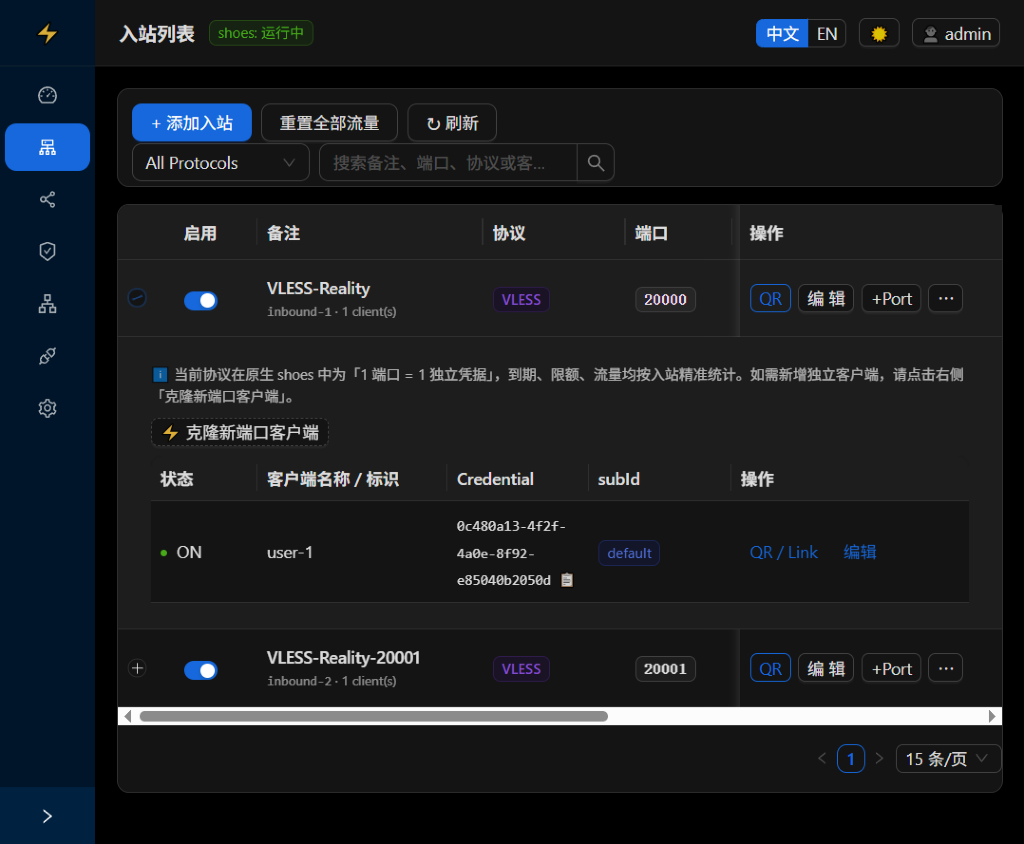 入站列表
shoes: 运行中
中文
EN
admin
+ 添加入站
重置全部流量
↻ 刷新
All Protocols
搜索备注、端口、协议或客...
启用
备注
协议
端口
操作
VLESS-Reality
inbound-1 · 1 client(s)
VLESS
20000
QR
编 辑
+Port
···
ℹ 当前协议在原生 shoes 中为「1 端口 = 1 独立凭据」，到期、限额、流量均按入站精准统计。如需新增独立客户端，请点击右侧
「克隆新端口客户端」。
⚡ 克隆新端口客户端
状态
客户端名称 / 标识
Credential
subId
操作
ON
user-1
0c480a13-4f2f-
4a0e-8f92-
e85040b2050d
default
QR / Link
编辑
VLESS-Reality-20001
inbound-2 · 1 client(s)
VLESS
20001
QR
编 辑
+Port
···
1
15 条/页